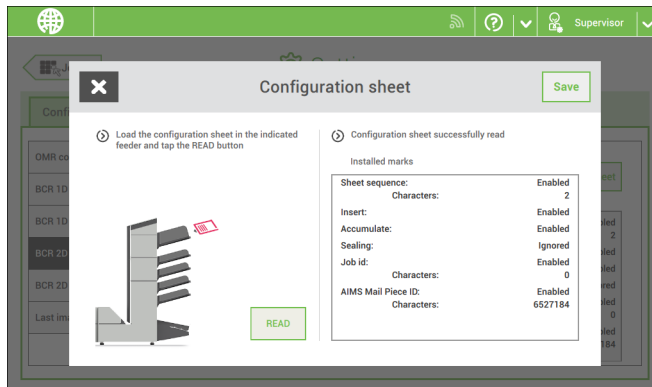 Supervisor
Configuration sheet
Save
Load the configuration sheet in the indicated
feeder and tap the READ button
READ
Configuration sheet successfully read
Installed marks
Sheet sequence: Enabled
Characters: 2
Insert: Enabled
Accumulate: Enabled
Sealing: Ignored
Job id: Enabled
Characters: 0
AIMS Mail Piece ID: Enabled
Characters: 6527184
OMR co
BCR 1D
BCR 1D
BCR 2D
BCR 2D
Last im
2
0
184